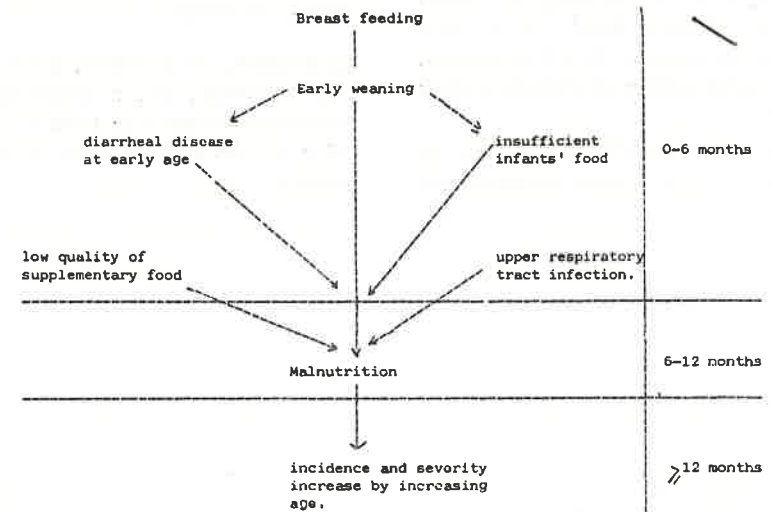 Breast feeding
Early weaning
diarrheal disease
at early age
insufficient
infants' food
0-6 months
low quality of
supplementary food
upper respiratory
tract infection.
6-12 months
Malnutrition
incidence and severity
increase by increasing
age.
⩾12 months